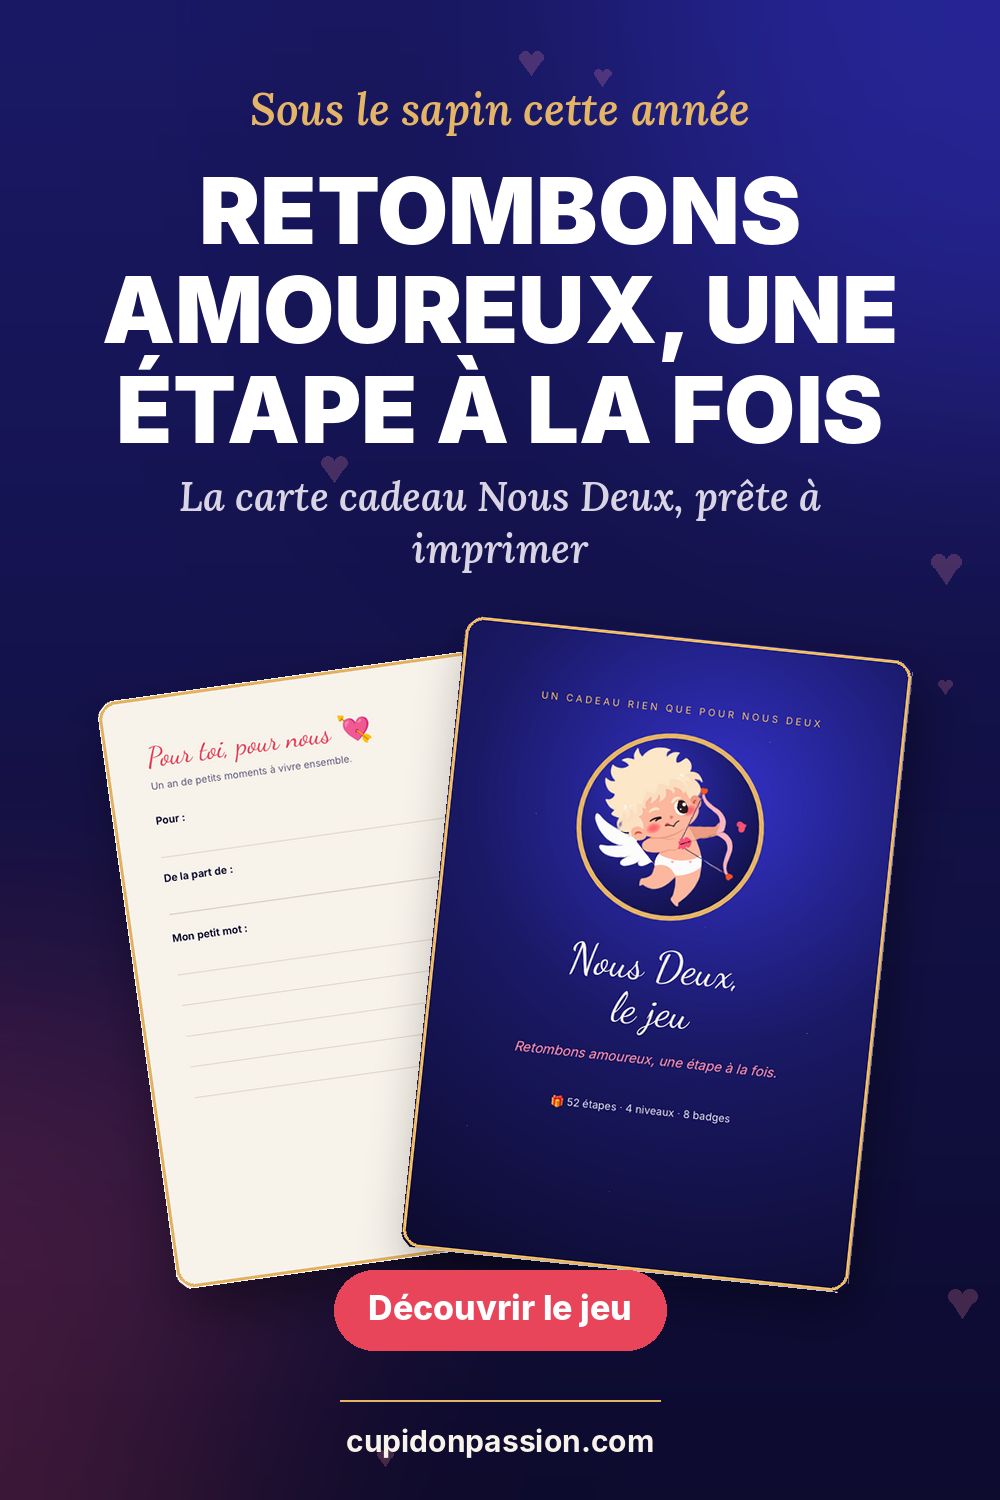 Sous le sapin cette année
RETOMBONS
AMOUREUX, UNE
ÉTAPE À LA FOIS
La carte cadeau Nous Deux, prête à
imprimer
Pour toi, pour nous
Un an de petits moments à vivre ensemble.
Pour :
De la part de :
Mon petit mot :
UN CADEAU RIEN QUE POUR NOUS DEUX
Nous Deux,
le jeu
Retombons amoureux, une étape à la fois.
52 étapes · 4 niveaux · 8 badges
Découvrir le jeu
cupidonpassion.com